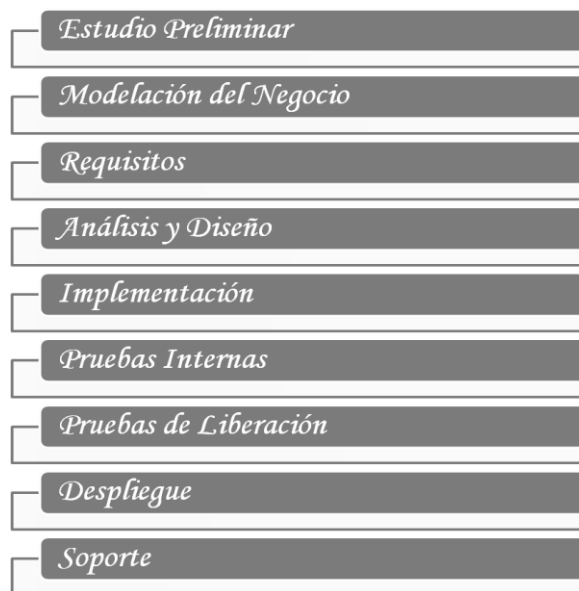 Estudio Preliminar
Modelación del Negocio
Requisitos
Análisis y Diseño
Implementación
Pruebas Internas
Pruebas de Liberación
Despliegue
Soporte